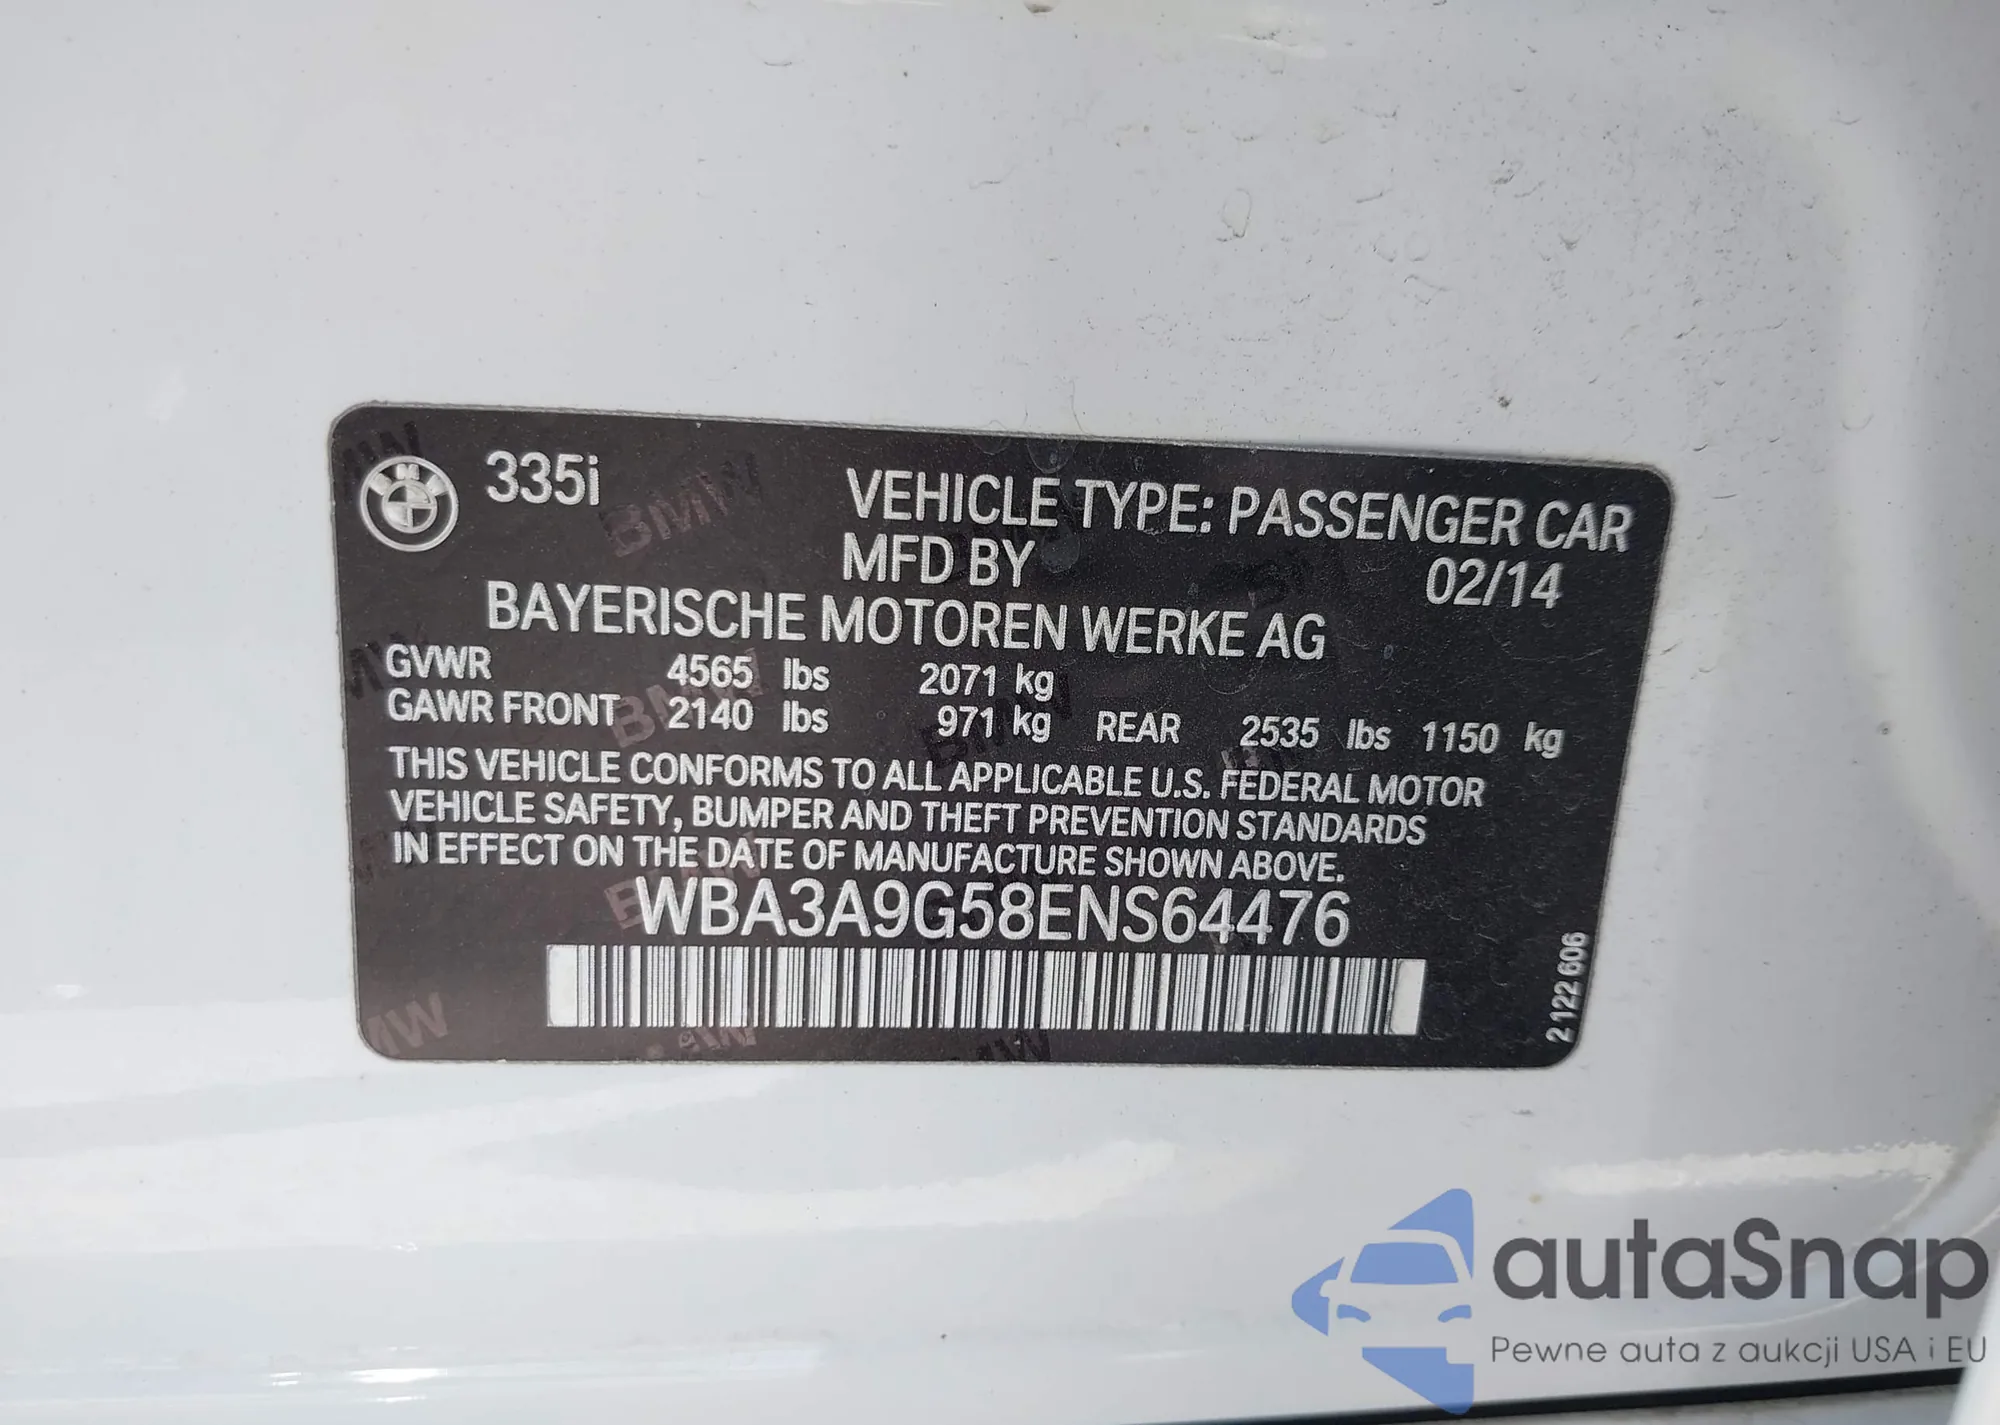 335i
VEHICLE TYPE: PASSENGER CAR
MFD BY 02/14
BAYERISCHE MOTOREN WERKE AG
GVWR 4565 lbs 2071 kg
GAWR FRONT 2140 lbs 971 kg REAR 2535 lbs 1150 kg
THIS VEHICLE CONFORMS TO ALL APPLICABLE U.S. FEDERAL MOTOR
VEHICLE SAFETY, BUMPER AND THEFT PREVENTION STANDARDS
IN EFFECT ON THE DATE OF MANUFACTURE SHOWN ABOVE.
WBA3A9G58ENS64476
2 122 606
autaSnap
Pewne auta z aukcji USA i EU